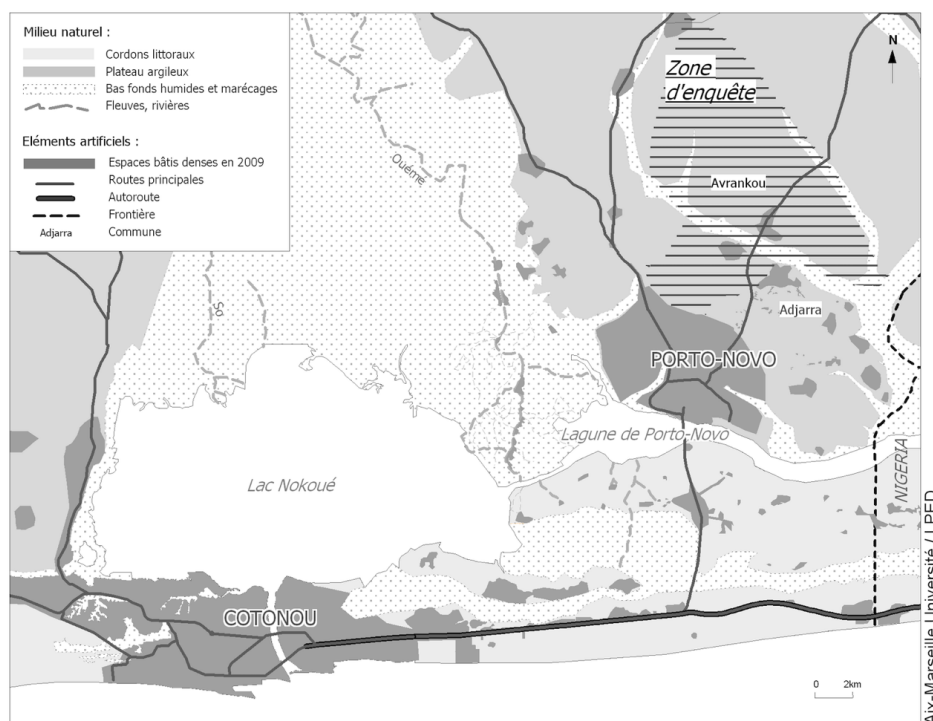 Milieu naturel :
Cordons littoraux
Plateau argileux
Bas fonds humides et marécages
Fleuves, rivières
Eléments artificiels :
Espaces bâtis denses en 2009
Routes principales
Autoroute
Frontière
Adjarra
Commune
N
Zone
d'enquête
Ouémé
Avrankou
So
Adjarra
PORTO-NOVO
Lagune de Porto-Novo
Lac Nokoué
NIGERIA
COTONOU
0 2km
Aix-Marseille Université / LPED